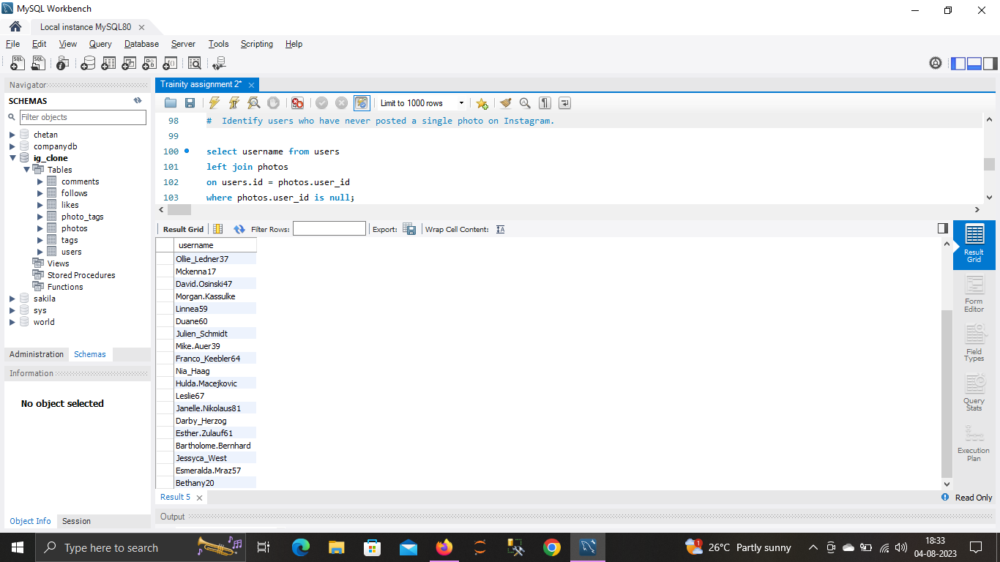 MySQL Workbench
Local instance MySQL80
File Edit View Query Database Server Tools Scripting Help
Navigator
SCHEMAS
Filter objects
chetan
companydb
ig_clone
Tables
comments
follows
likes
photo_tags
photos
tags
users
Views
Stored Procedures
Functions
sakila
sys
world
Administration Schemas
Information
No object selected
Object Info Session
Trainity assignment 2*
Limit to 1000 rows
98 # Identify users who have never posted a single photo on Instagram.
99
100 select username from users
101 left join photos
102 on users.id = photos.user_id
103 where photos.user_id is null;
Result Grid Filter Rows: Export: Wrap Cell Content:
username
Ollie_Ledner37
Mckenna17
David.Osinski47
Morgan.Kassulke
Linnea59
Duane60
Julien_Schmidt
Mike.Auer39
Franco_Keebler64
Nia_Haag
Hulda.Macejkovic
Leslie67
Janelle.Nikolaus81
Darby_Herzog
Esther.Zulauf61
Bartholome.Bernhard
Jessyca_West
Esmeralda.Mraz57
Bethany20
Result
Grid
Form
Editor
Field
Types
Query
Stats
Execution
Plan
Result 5
Read Only
Output
Type here to search
1
26°C Partly sunny
18:33
04-08-2023